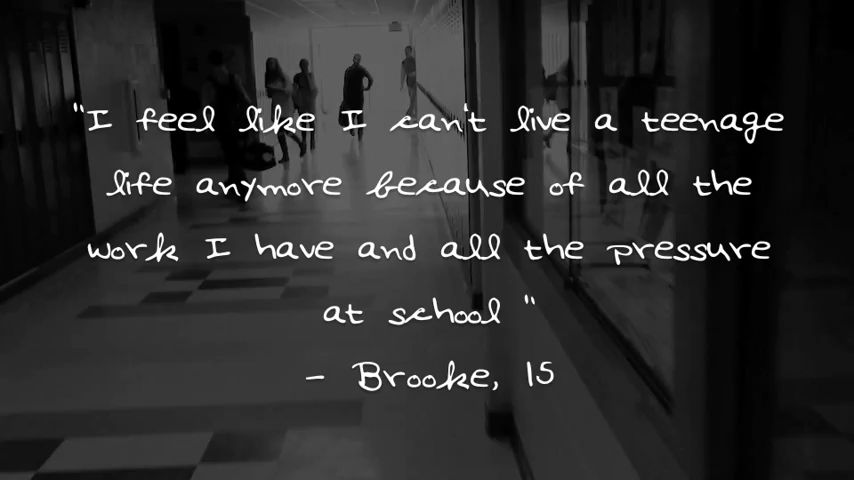 "I feel like I can't live a teenage
life anymore because of all the
work I have and all the pressure
at school "
- Brooke, 15